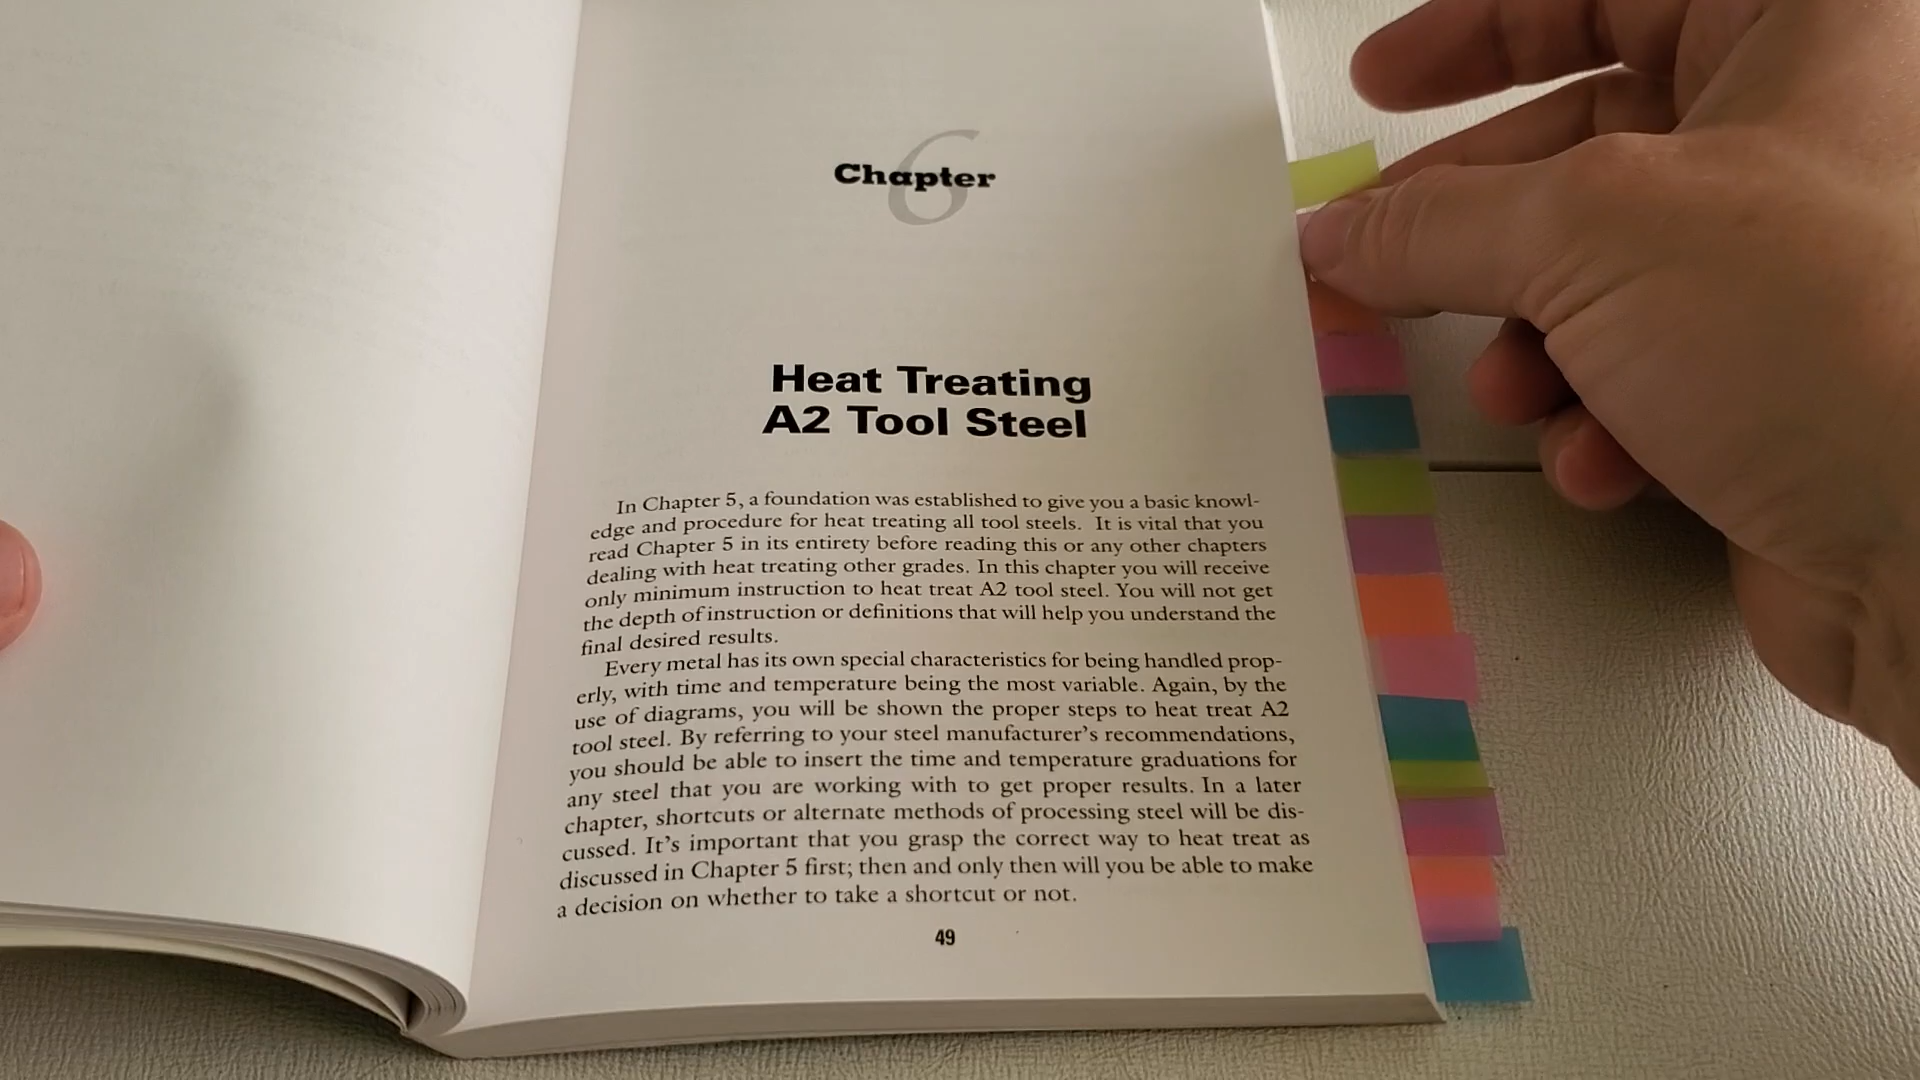 Chapter
6
Heat Treating
A2 Tool Steel
In Chapter 5, a foundation was established to give you a basic knowl-
edge and procedure for heat treating all tool steels. It is vital that you
read Chapter 5 in its entirety before reading this or any other chapters
dealing with heat treating other grades. In this chapter you will receive
only minimum instruction to heat treat A2 tool steel. You will not get
the depth of instruction or definitions that will help you understand the
final desired results.
Every metal has its own special characteristics for being handled prop-
erly, with time and temperature being the most variable. Again, by the
use of diagrams, you will be shown the proper steps to heat treat A2
tool steel. By referring to your steel manufacturer's recommendations,
you should be able to insert the time and temperature graduations for
any steel that you are working with to get proper results. In a later
chapter, shortcuts or alternate methods of processing steel will be dis-
cussed. It's important that you grasp the correct way to heat treat as
discussed in Chapter 5 first; then and only then will you be able to make
a decision on whether to take a shortcut or not.
49